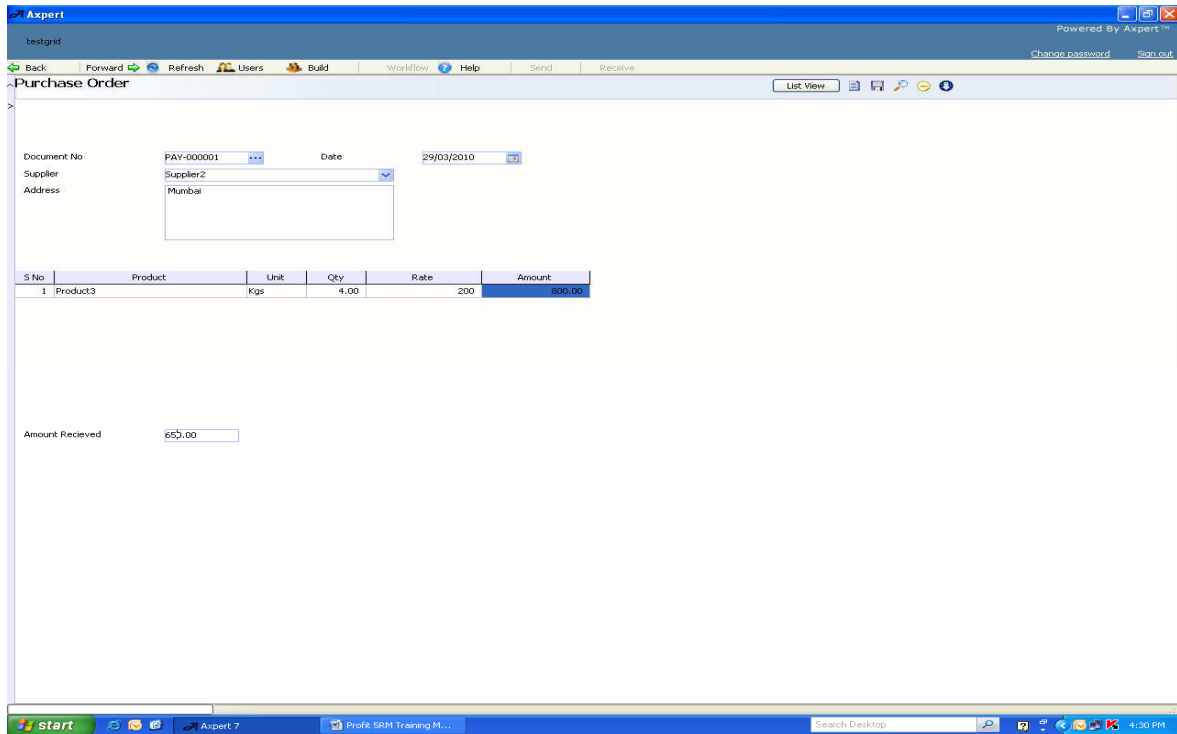 Axpert
Powered By Axpert™
testgrid
Change password Sign out
Back Forward Refresh Users Build Workflow Help Send Receive
Purchase Order List View
Document No PAY-000001 ... Date 29/03/2010
Supplier Supplier2
Address Mumbai
S No Product Unit Qty Rate Amount
1 Product3 Kgs 4.00 200 800.00
Amount Recieved 650.00
start Axpert 7 Profit SRM Training M... Search Desktop 4:30 PM